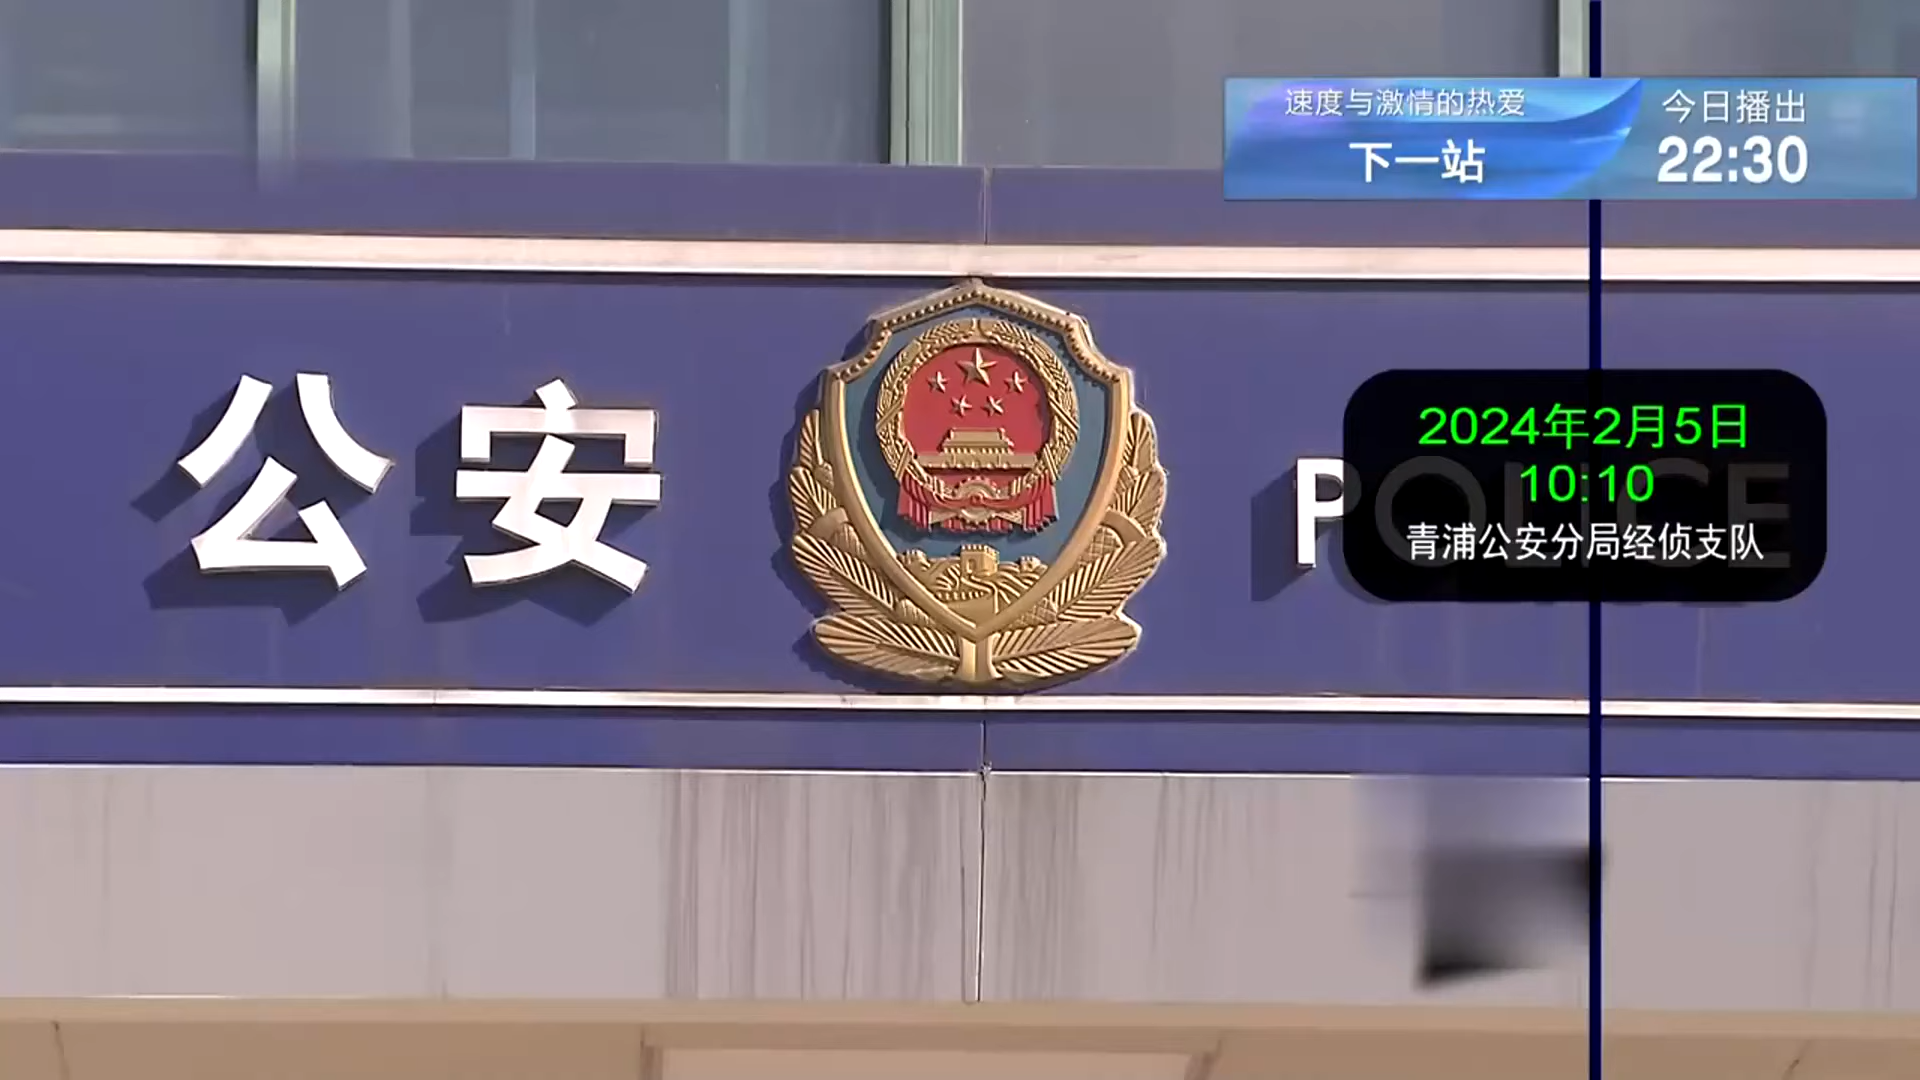 速度与激情的热爱
下一站
今日播出
22:30
公安
POLICE
2024年2月5日
10:10
青浦公安分局经侦支队